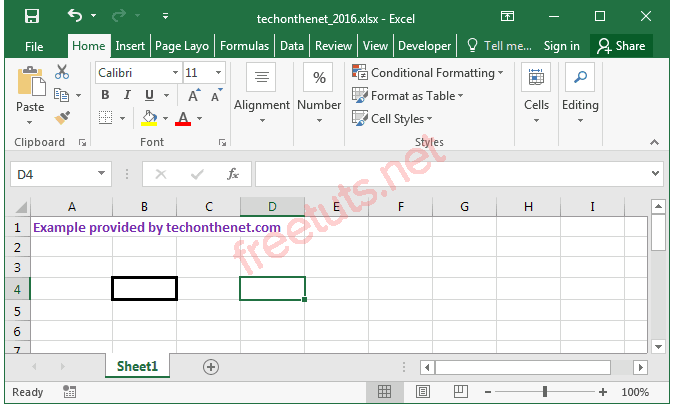 techonthenet_2016.xlsx - Excel
File Home Insert Page Layo Formulas Data Review View Developer Tell me... Sign in Share
Calibri 11
Conditional Formatting
Paste B I U A A Alignment Number Format as Table Cells Editing
A Cell Styles
Clipboard Font Styles
D4 fx
A B C D E F G H I
1 Example provided by techonthenet.com
2
3
4
5
6
7
freetuts.net
Sheet1
Ready 100%